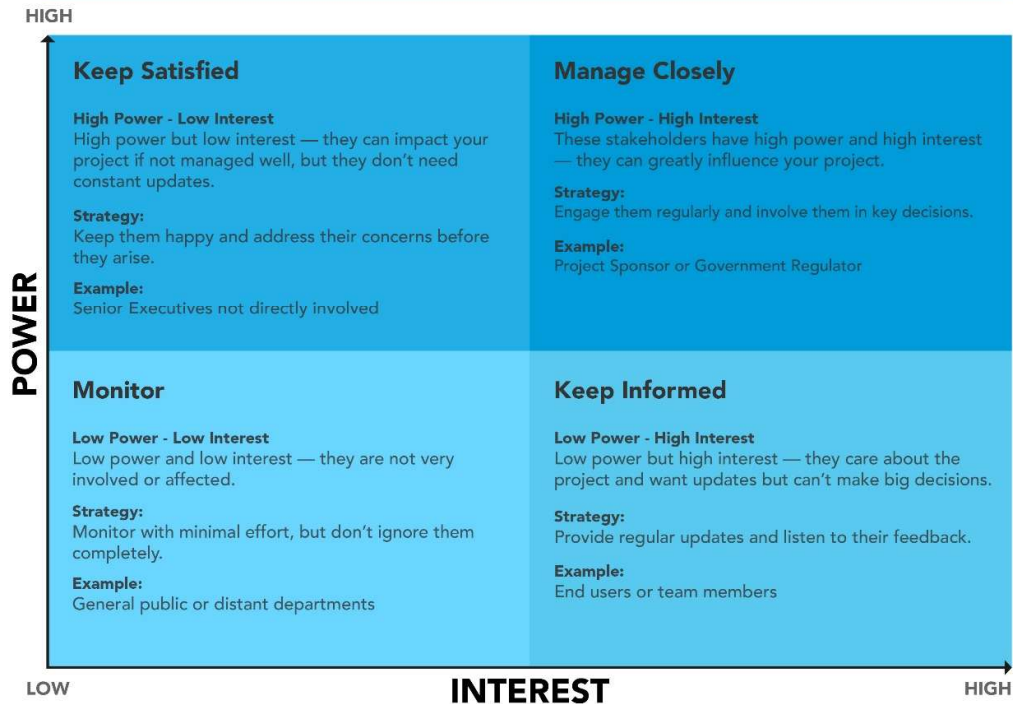 HIGH
Keep Satisfied
High Power - Low Interest
High power but low interest — they can impact your
project if not managed well, but they don't need
constant updates.
Strategy:
Keep them happy and address their concerns before
they arise.
Example:
Senior Executives not directly involved
Manage Closely
High Power - High Interest
These stakeholders have high power and high interest
— they can greatly influence your project.
Strategy:
Engage them regularly and involve them in key decisions.
Example:
Project Sponsor or Government Regulator
POWER
Monitor
Low Power - Low Interest
Low power and low interest — they are not very
involved or affected.
Strategy:
Monitor with minimal effort, but don't ignore them
completely.
Example:
General public or distant departments
Keep Informed
Low Power - High Interest
Low power but high interest — they care about the
project and want updates but can't make big decisions.
Strategy:
Provide regular updates and listen to their feedback.
Example:
End users or team members
LOW
INTEREST
HIGH